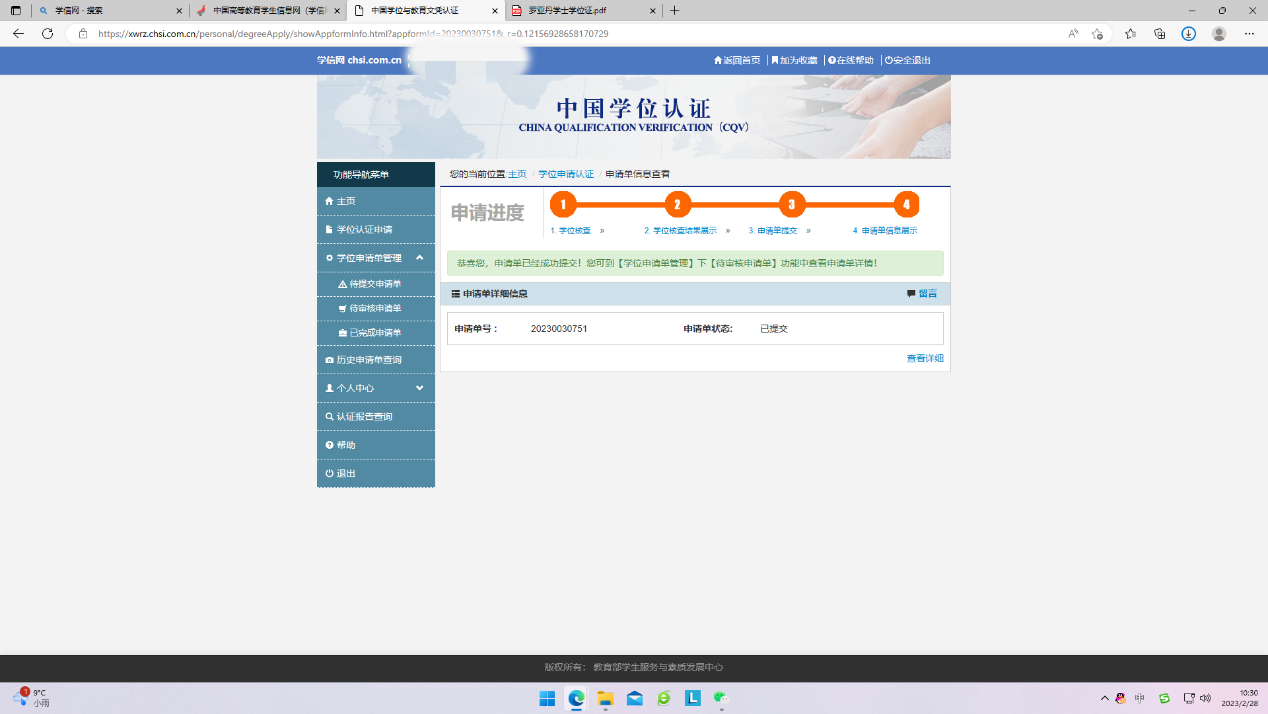 学信网 - 搜索
中国高等教育学生信息网（学信
中国学位与教育文凭认证
罗亚丹学士学位证.pdf
https://xwrz.chsi.com.cn/personal/degreeApply/showAppformInfo.html?appformId=20230030751&_r=0.12156928658170729
学信网 chsi.com.cn
返回首页 | 加为收藏 | 在线帮助 | 安全退出
中国学位认证
CHINA QUALIFICATION VERIFICATION（CQV）
功能导航菜单
主页
学位认证申请
学位申请单管理
待提交申请单
待审核申请单
已完成申请单
历史申请单查询
个人中心
认证报告查询
帮助
退出
您的当前位置:主页 / 学位申请认证 / 申请单信息查看
申请进度
1 2 3 4
1. 学位核查 » 2. 学位核查结果展示 » 3. 申请单提交 » 4. 申请单信息展示
恭喜您，申请单已经成功提交！您可到【学位申请单管理】下【待审核申请单】功能中查看申请单详情！
申请单详细信息 留言
申请单号： 20230030751 申请单状态: 已提交
查看详细
版权所有： 教育部学生服务与素质发展中心
1 9°C
小雨
中
10:30
2023/2/28